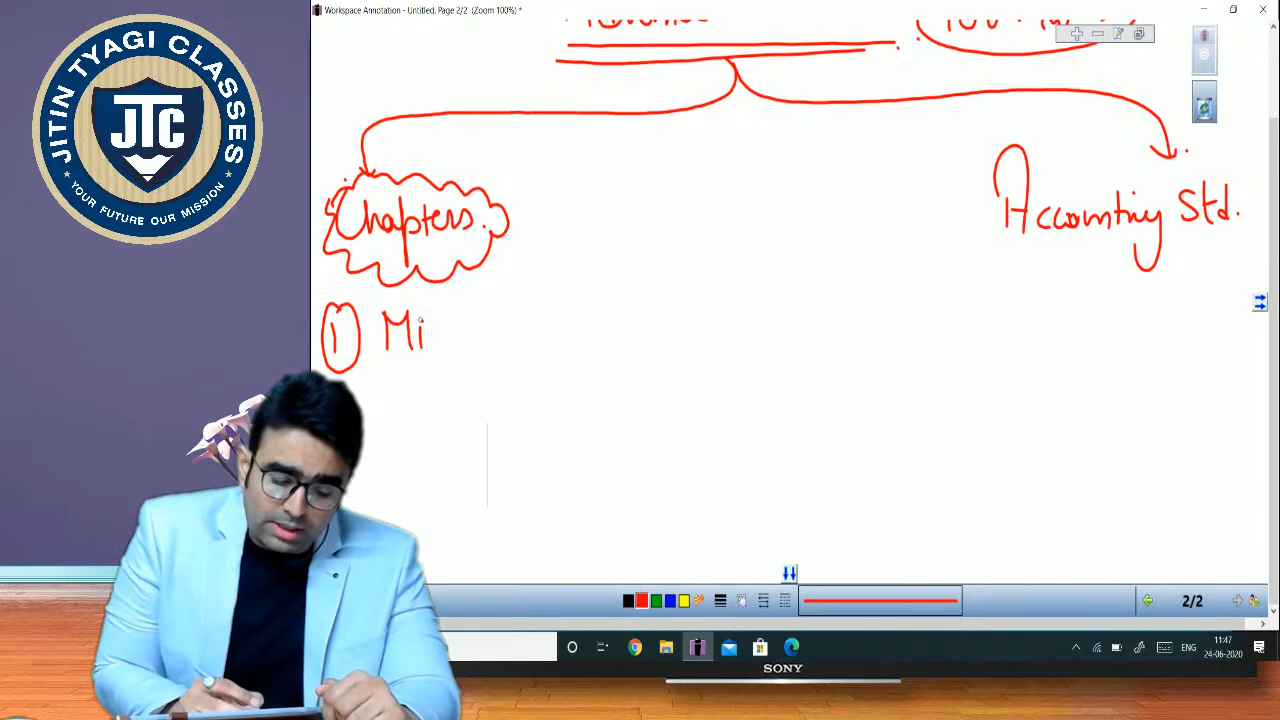 Workspace Annotation - Untitled, Page 2/2 (Zoom 100%) *
JITIN TYAGI CLASSES
JTC
YOUR FUTURE OUR MISSION
Chapters.
Accounting Std.
1 Mi
2/2
ENG
11:47
24-06-2020
SONY